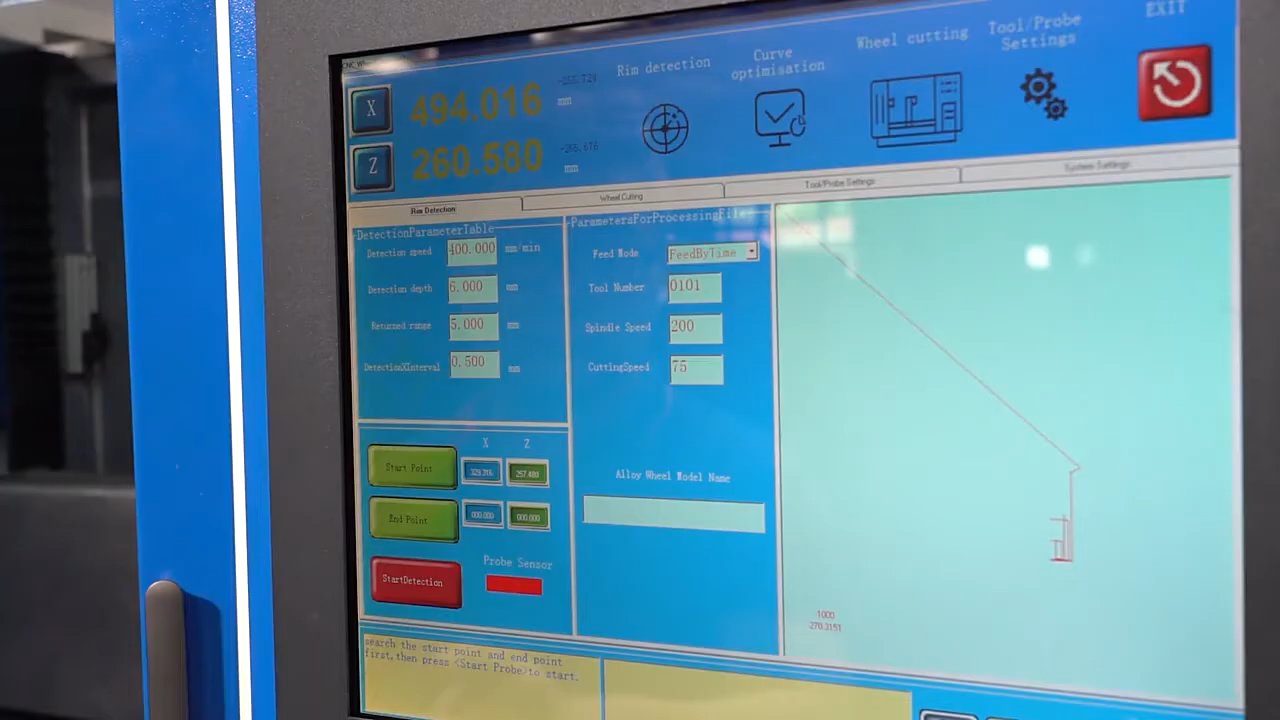 X 494.016 mm
Z 260.580 mm
Rim detection
Curve
optimisation
Wheel cutting
Tool/Probe
Settings
EXIT
Rim Detection
Wheel Cutting
Tool/Probe Settings
System Settings
DetectionParameterTable
Detection speed 400.000 mm/min
Detection depth 6.000 mm
Returned range 5.000 mm
DetectionXInterval 0.500 mm
ParametersForProcessingFile
Feed Mode FeedByTime
Tool Number 0101
Spindle Speed 200
CuttingSpeed 75
Alloy Wheel Model Name
X Z
Start Point
End Point 000.000 000.000
StartDetection
Probe Sensor
1000
search the start point and end point
first,then press <Start Probe>to start.